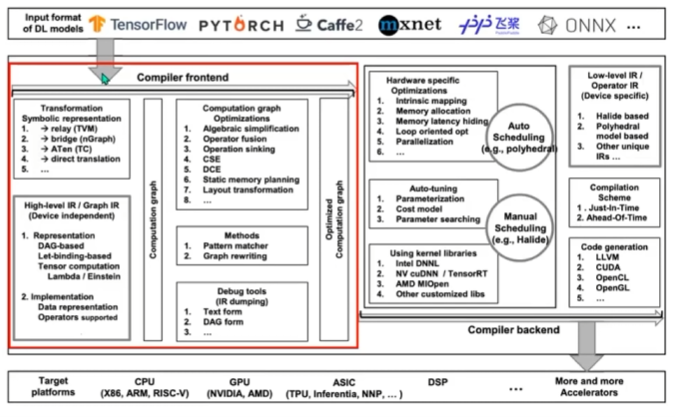 Input format
of DL models
TensorFlow
PYTORCH
Caffe2
mxnet
飞桨
ONNX
...
Compiler frontend
Transformation
Symbolic representation
1. → relay (TVM)
2. → bridge (nGraph)
3. → ATen (TC)
4. → direct translation
5. ...
High-level IR / Graph IR
(Device independent)
1. Representation
DAG-based
Let-binding-based
Tensor computation
Lambda / Einstein
2. Implementation
Data representation
Operators supported
Computation graph
Computation graph
Optimizations
1. Algebraic simplification
2. Operator fusion
3. Operation sinking
4. CSE
5. DCE
6. Static memory planning
7. Layout transformation
8. ...
Methods
1. Pattern matcher
2. Graph rewriting
Debug tools
(IR dumping)
1. Text form
2. DAG form
3. ...
Optimized
Computation graph
Hardware specific
Optimizations
1. Intrinsic mapping
2. Memory allocation
3. Memory latency hiding
4. Loop oriented opt
5. Parallelization
6. ...
Auto
Scheduling
(e.g., polyhedral)
Auto-tuning
1. Parameterization
2. Cost model
3. Parameter searching
Manual
Scheduling
(e.g., Halide)
Using kernel libraries
1. Intel DNNL
2. NV cuDNN / TensorRT
3. AMD MIOpen
4. Other customized libs
Low-level IR /
Operator IR
(Device specific)
1. Halide based
2. Polyhedral
model based
3. Other unique
IRs ...
Compilation
Scheme
1 . Just-In-Time
2. Ahead-Of-Time
Code generation
1. LLVM
2. CUDA
3. OpenCL
4. OpenGL
5. ...
Compiler backend
Target
platforms
CPU
(X86, ARM, RISC-V)
GPU
(NVIDIA, AMD)
ASIC
(TPU, Inferentia, NNP, ... )
DSP
...
More and more
Accelerators